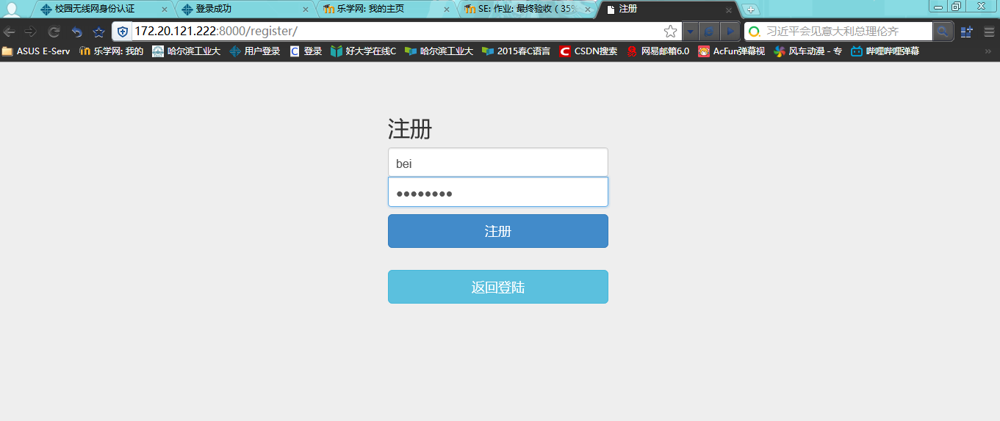 校园无线网身份认证
登录成功
乐学网: 我的主页
SE: 作业: 最终验收 ( 35%
注册
172.20.121.222:8000/register/
习近平会见意大利总理伦齐
ASUS E-Serv
乐学网: 我的
哈尔滨工业大
用户登录
登录
好大学在线C
哈尔滨工业大
2015春C语言
CSDN搜索
网易邮箱6.0
AcFun弹幕视
风车动漫 - 专
哔哩哔哩弹幕
注册
bei
注册
返回登陆